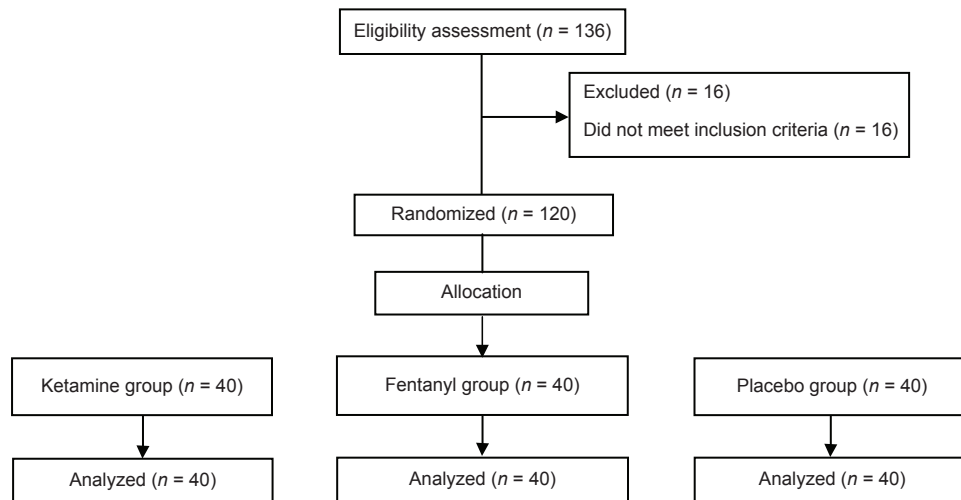 Eligibility assessment (n = 136)
Excluded (n = 16)
Did not meet inclusion criteria (n = 16)
Randomized (n = 120)
Allocation
Ketamine group (n = 40)
Fentanyl group (n = 40)
Placebo group (n = 40)
Analyzed (n = 40)
Analyzed (n = 40)
Analyzed (n = 40)